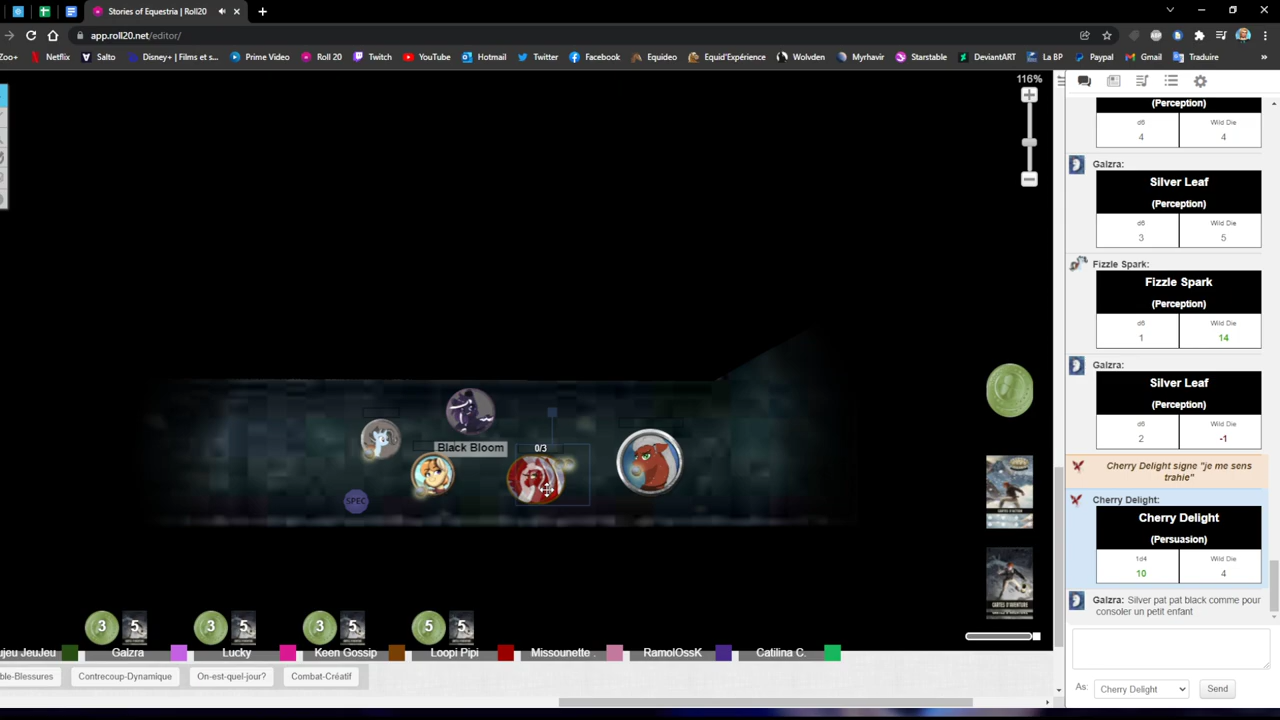 Stories of Equestria | Roll20
app.roll20.net/editor/
Zoo+
Netflix
Salto
Disney+ | Films et s...
Prime Video
Roll 20
Twitch
YouTube
Hotmail
Twitter
Facebook
Equideo
Equid'Expérience
Wolvden
Myrhavir
Starstable
DeviantART
La BP
Paypal
Gmail
Traduire
»
116%
(Perception)
d6
Wild Die
4
4
Galzra:
Silver Leaf
(Perception)
d6
Wild Die
3
5
Fizzle Spark:
Fizzle Spark
(Perception)
d6
Wild Die
1
14
Galzra:
Silver Leaf
(Perception)
d6
Wild Die
2
-1
Cherry Delight signe "je me sens
trahie"
Cherry Delight:
Cherry Delight
(Persuasion)
1d4
Wild Die
10
4
Galzra: Silver pat pat black comme pour
consoler un petit enfant
As:
Cherry Delight
Send
Black Bloom
0/3
SPEC
CARTES D'AVENTURE
3
5
3
5
3
5
5
ujeu JeuJeu
Galzra
Lucky
Keen Gossip
Loopi Pipi
Missounette .
RamolOssK
Catilina C.
ble-Blessures
Contrecoup-Dynamique
On-est-quel-jour?
Combat-Créatif